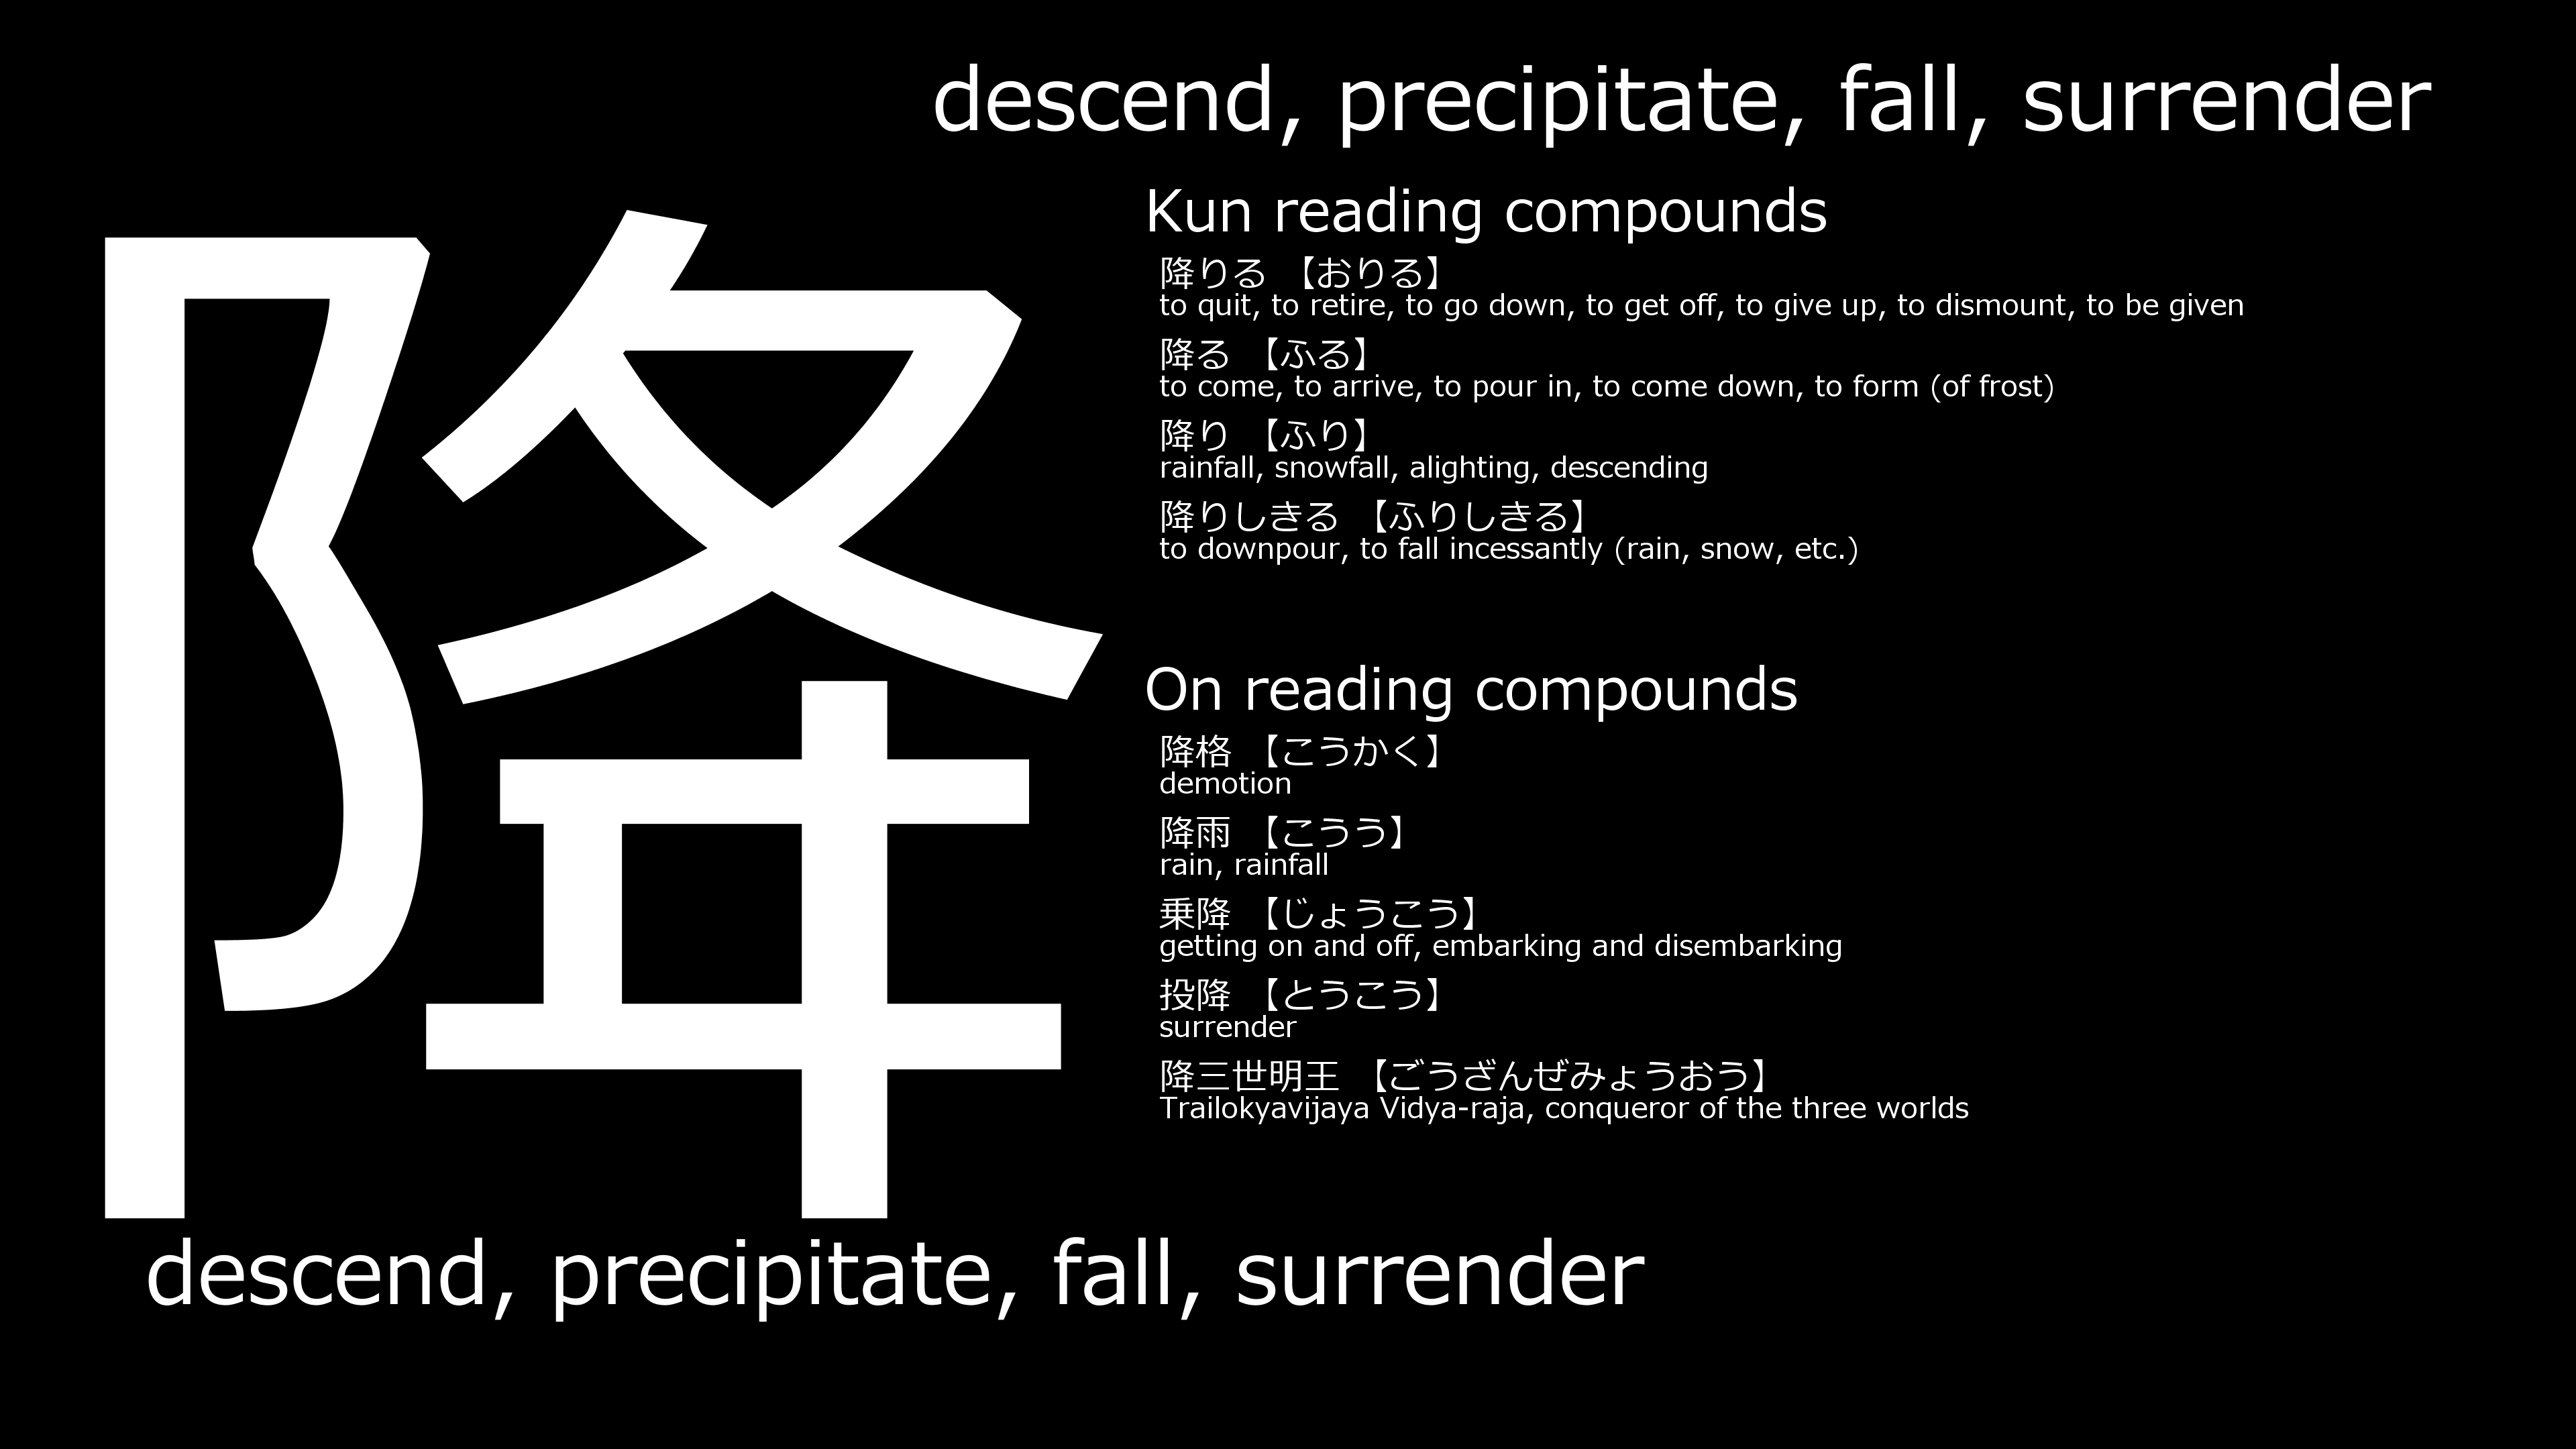 descend, precipitate, fall, surrender
降
Kun reading compounds
降りる 【おりる】
to quit, to retire, to go down, to get off, to give up, to dismount, to be given
降る 【ふる】
to come, to arrive, to pour in, to come down, to form (of frost)
降り 【ふり】
rainfall, snowfall, alighting, descending
降りしきる 【ふりしきる】
to downpour, to fall incessantly (rain, snow, etc.)
On reading compounds
降格 【こうかく】
demotion
降雨 【こうう】
rain, rainfall
乗降 【じょうこう】
getting on and off, embarking and disembarking
投降 【とうこう】
surrender
降三世明王 【ごうざんぜみょうおう】
Trailokyavijaya Vidya-raja, conqueror of the three worlds
descend, precipitate, fall, surrender